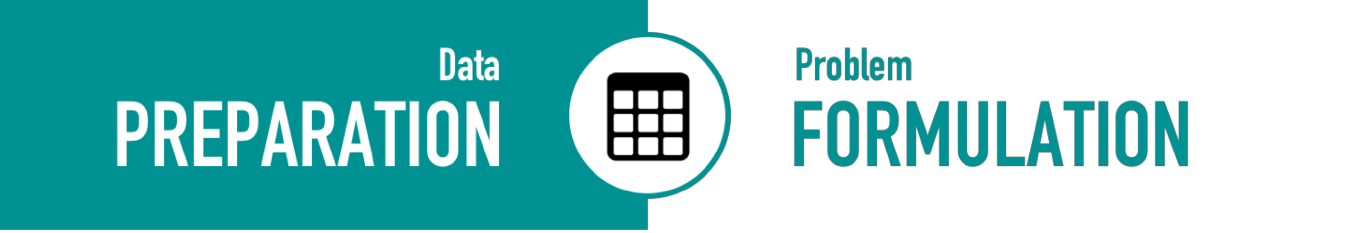 Data
PREPARATION
Problem
FORMULATION